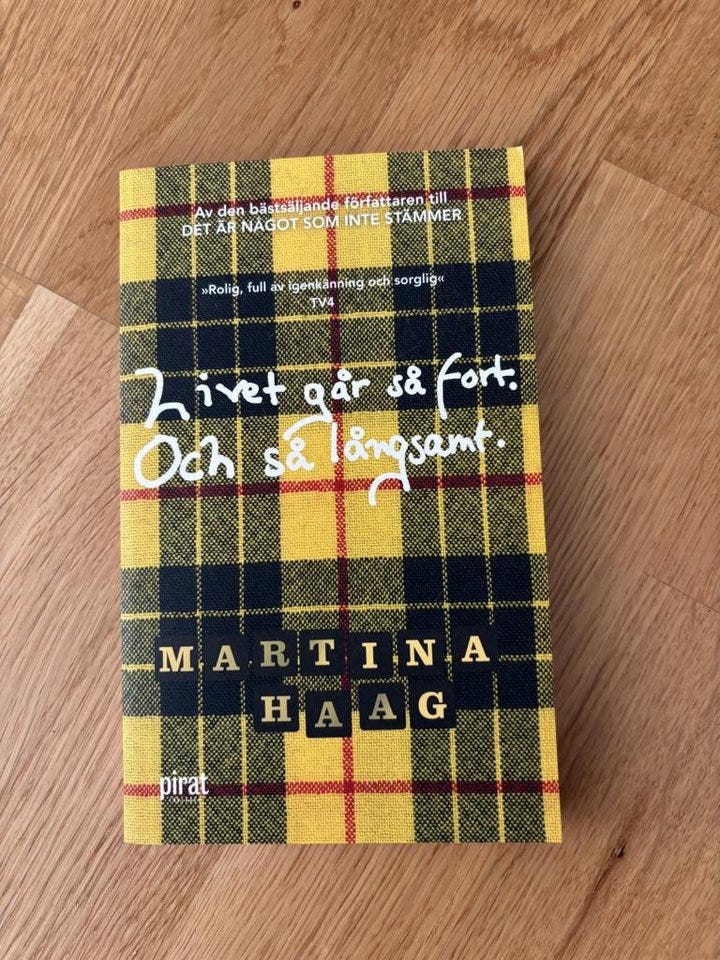 Av den bästsäljande författaren till
DET ÄR NÅGOT SOM INTE STÄMMER
»Rolig, full av igenkänning och sorglig«
TV4
Livet går så fort.
Och så långsamt.
MARTINA
HAAG
pirat